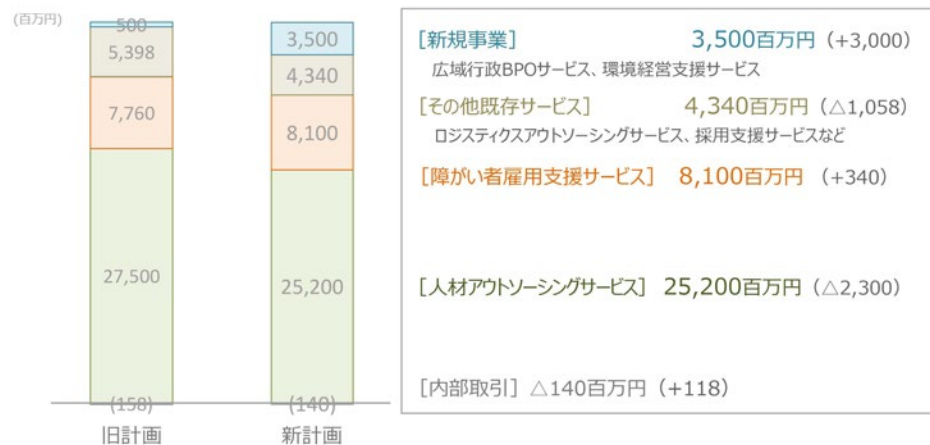 (百万円)
500
5,398
7,760
27,500
(158)
旧計画
3,500
4,340
8,100
25,200
(140)
新計画
[新規事業] 3,500百万円 (+3,000)
広域行政BPOサービス、環境経営支援サービス
[その他既存サービス] 4,340百万円 (△1,058)
ロジスティクスアウトソーシングサービス、採用支援サービスなど
[障がい者雇用支援サービス] 8,100百万円 (+340)
[人材アウトソーシングサービス] 25,200百万円 (△2,300)
[内部取引] △140百万円 (+118)